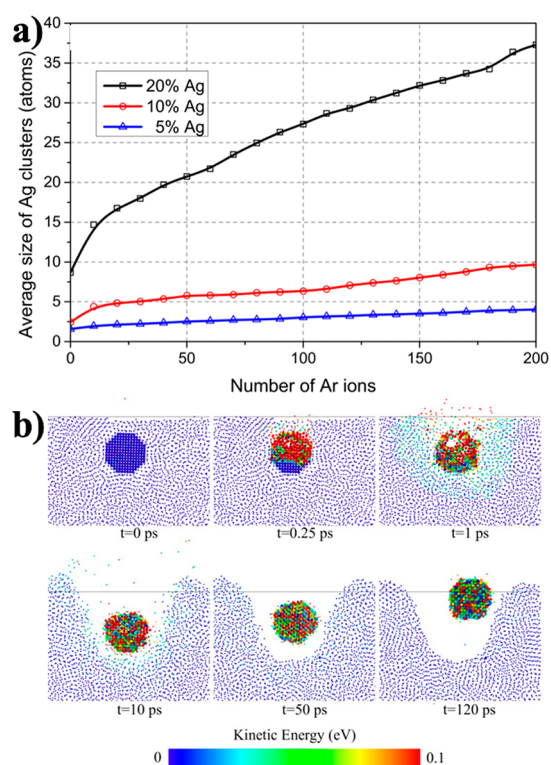 a)
Average size of Ag clusters (atoms)
40
35
30
25
20
15
10
5
0
20% Ag
10% Ag
5% Ag
0 50 100 150 200
Number of Ar ions
b)
t=0 ps t=0.25 ps t=1 ps
t=10 ps t=50 ps t=120 ps
Kinetic Energy (eV)
0 0.1